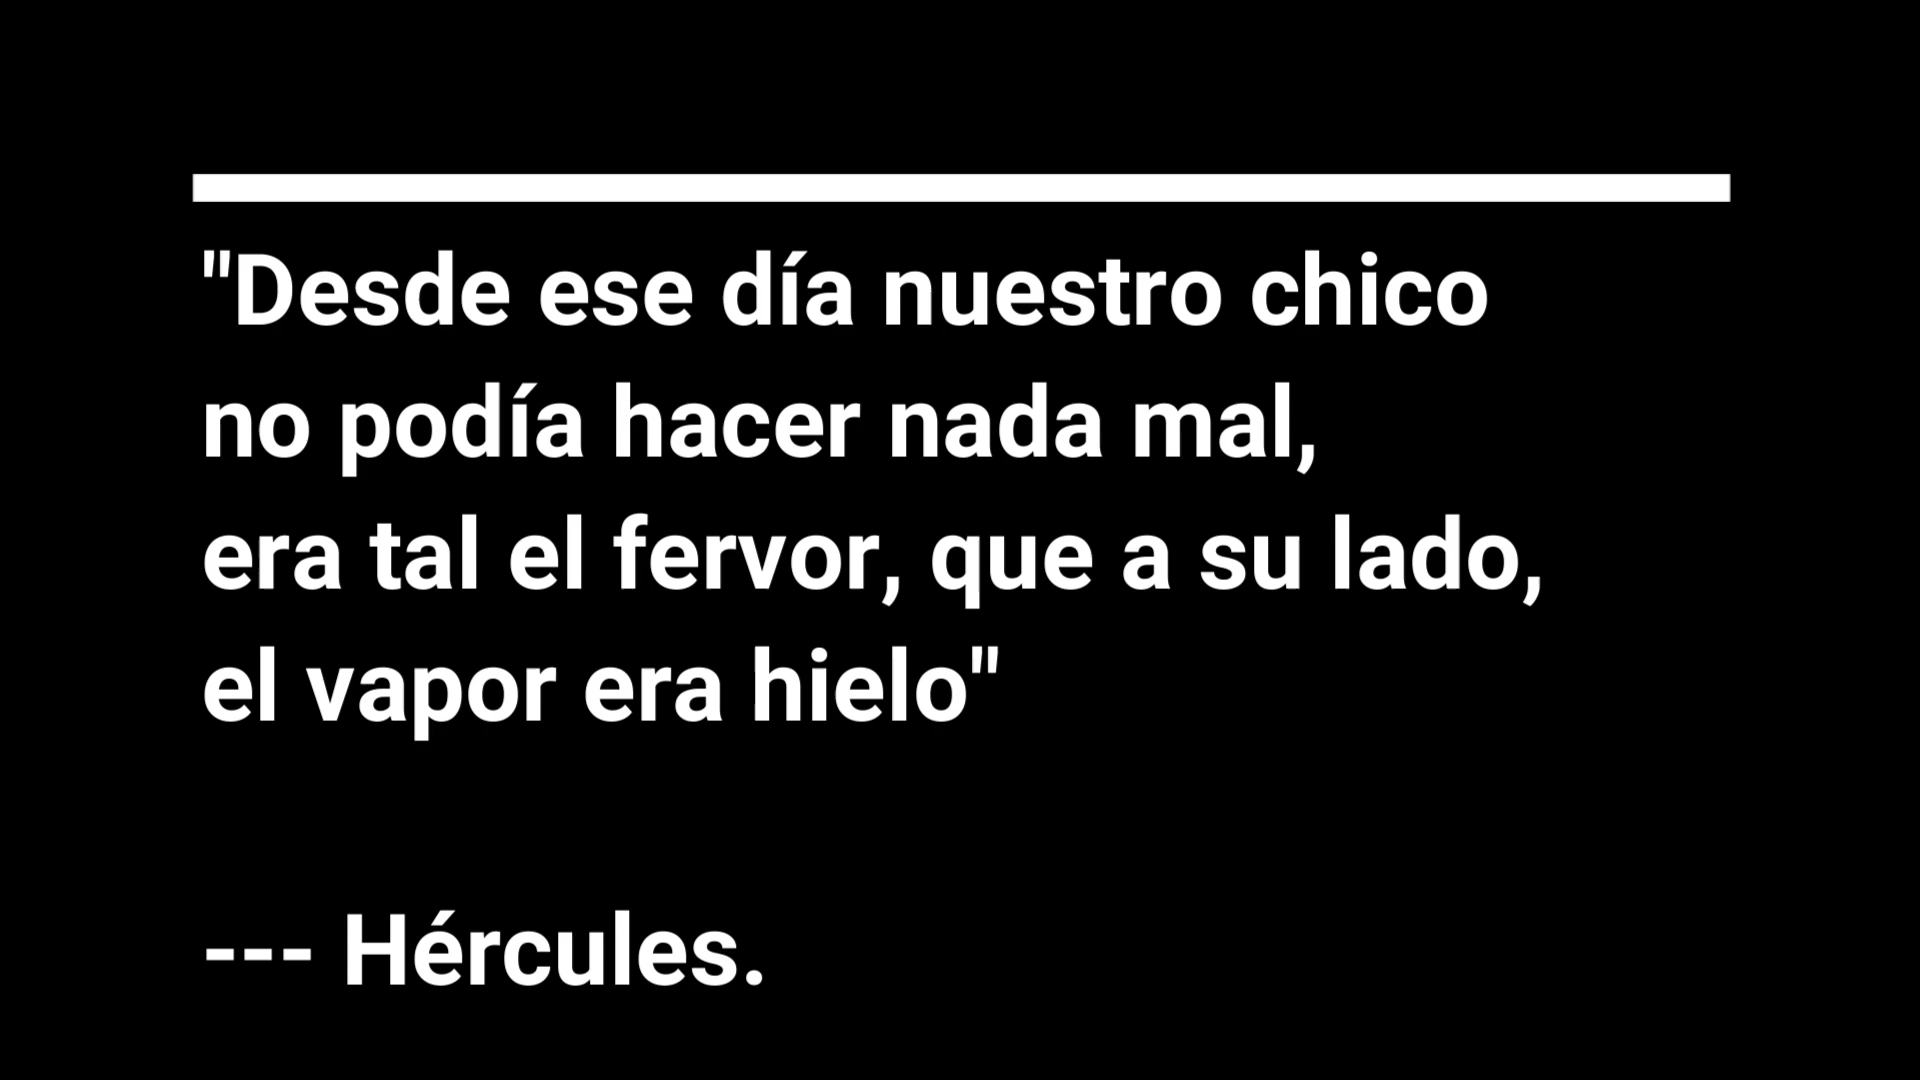 "Desde ese día nuestro chico
no podía hacer nada mal,
era tal el fervor, que a su lado,
el vapor era hielo"
--- Hércules.